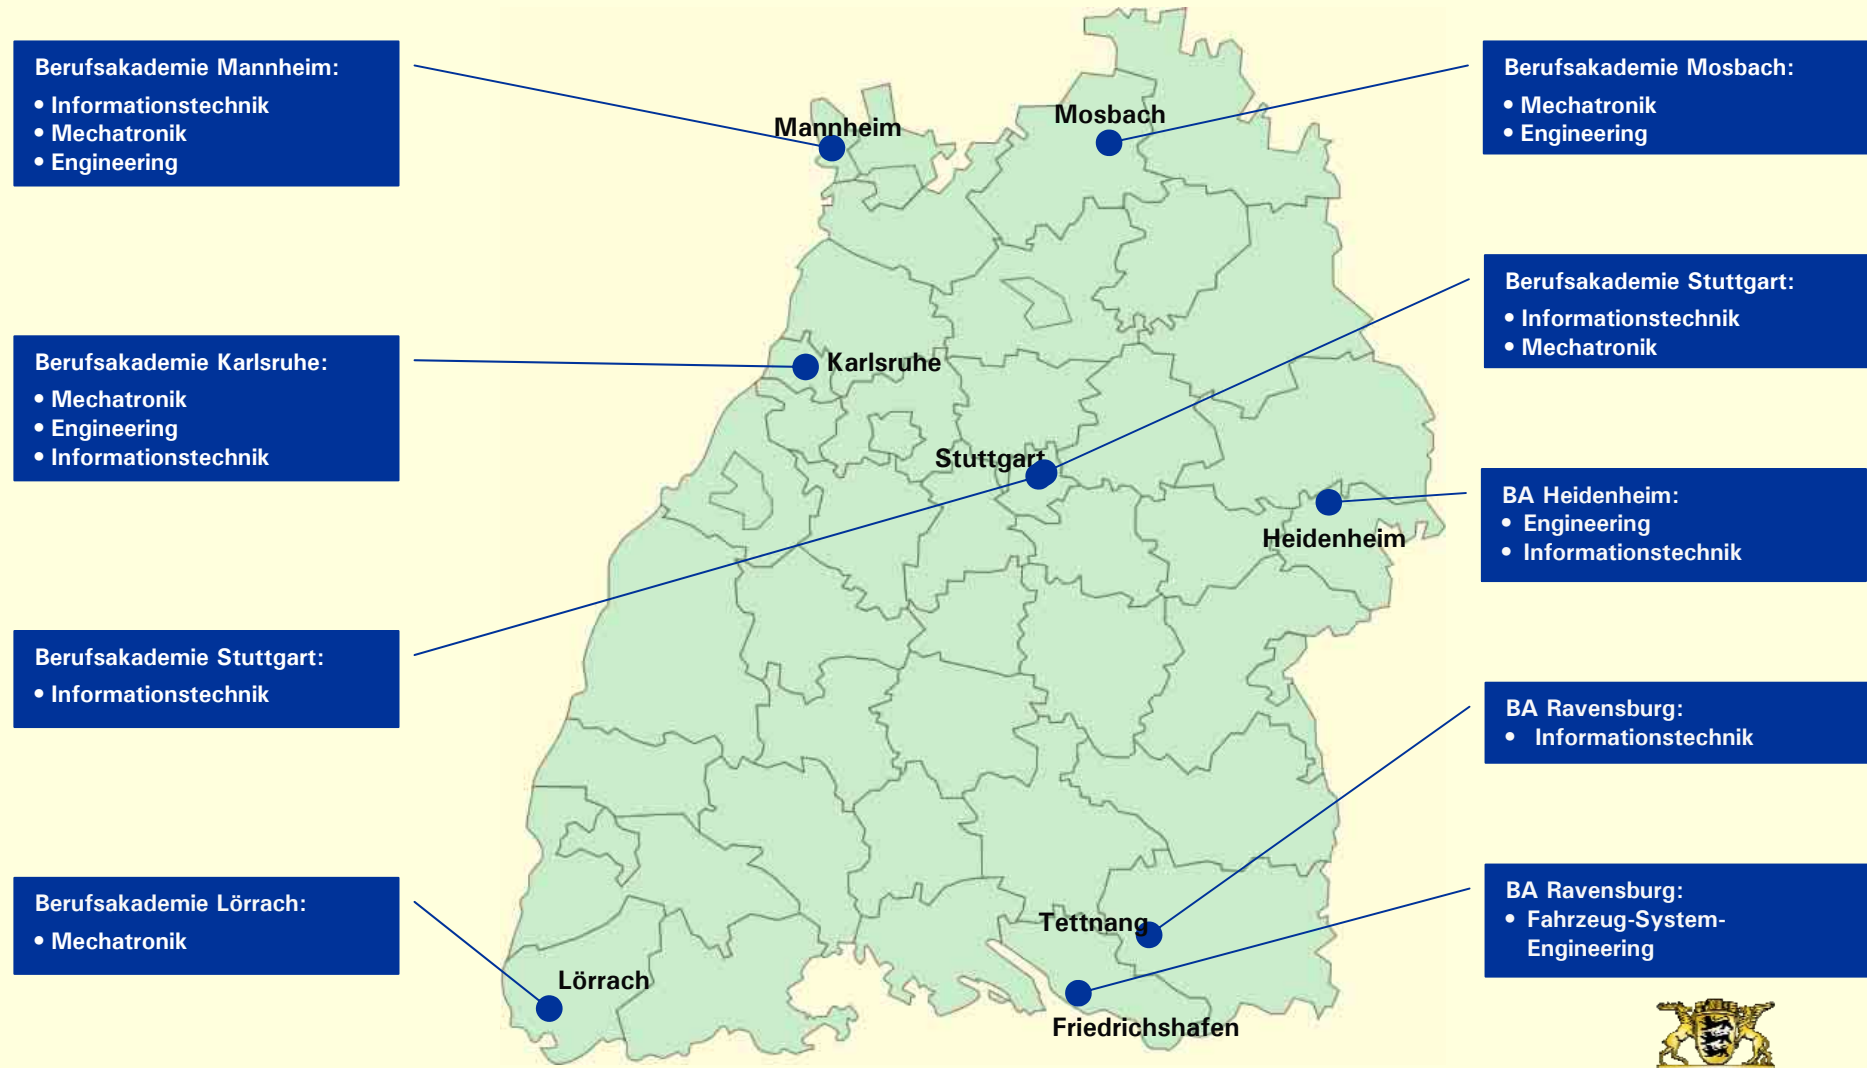 Berufsakademie Mannheim:
• Informationstechnik
• Mechatronik
• Engineering
Berufsakademie Karlsruhe:
• Mechatronik
• Engineering
• Informationstechnik
Berufsakademie Stuttgart:
• Informationstechnik
Berufsakademie Lörrach:
• Mechatronik
Mannheim
Mosbach
Karlsruhe
Stuttgart
Heidenheim
Tettnang
Lörrach
Friedrichshafen
Berufsakademie Mosbach:
• Mechatronik
• Engineering
Berufsakademie Stuttgart:
• Informationstechnik
• Mechatronik
BA Heidenheim:
• Engineering
• Informationstechnik
BA Ravensburg:
• Informationstechnik
BA Ravensburg:
• Fahrzeug-System-
Engineering